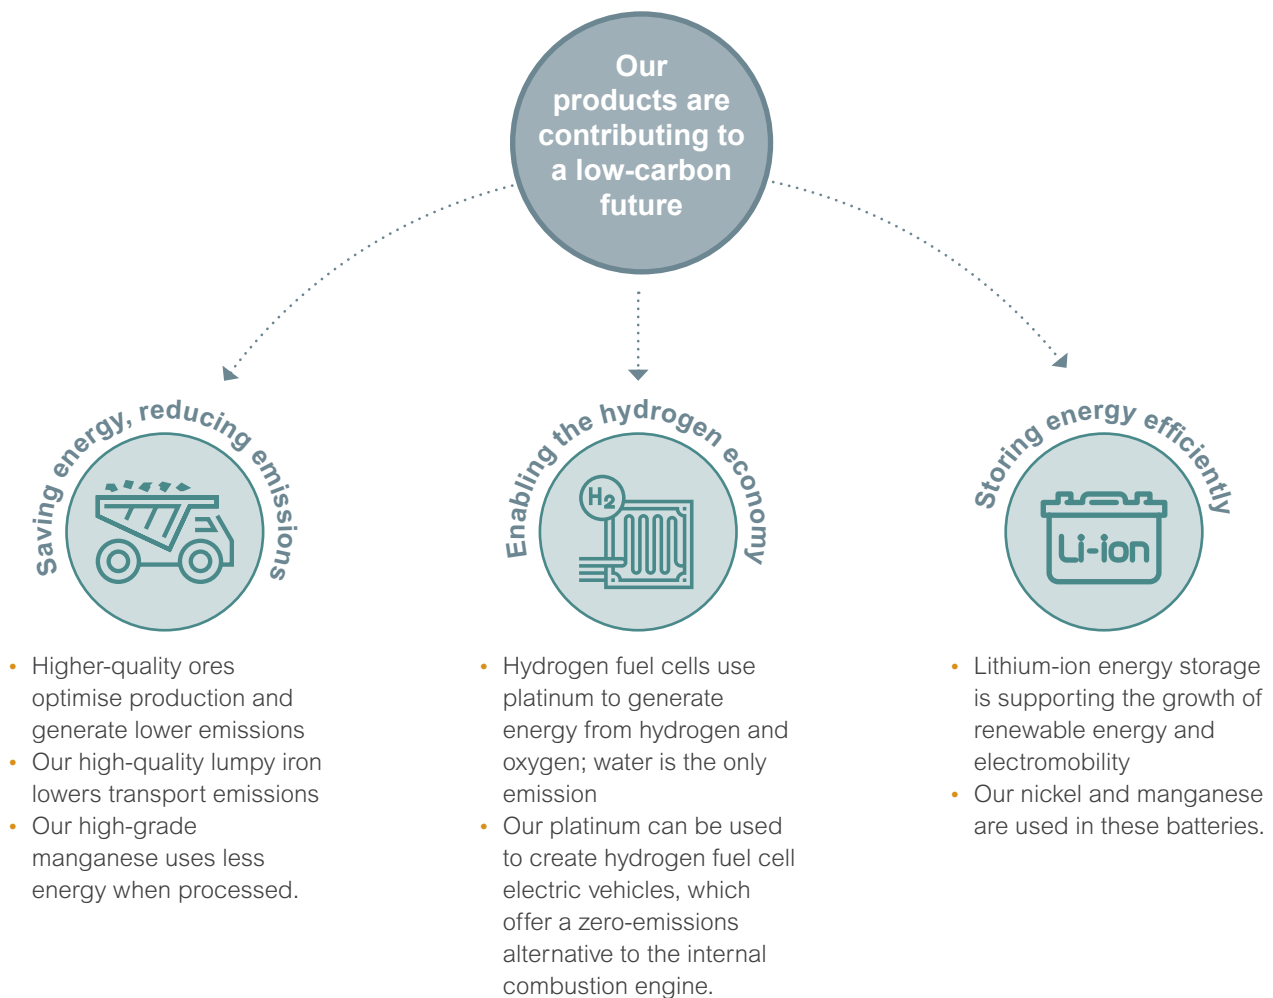 Our
products are
contributing to
a low-carbon
future
Saving energy, reducing emissions
• Higher-quality ores
optimise production and
generate lower emissions
• Our high-quality lumpy iron
lowers transport emissions
• Our high-grade
manganese uses less
energy when processed.
Enabling the hydrogen economy
H2
• Hydrogen fuel cells use
platinum to generate
energy from hydrogen and
oxygen; water is the only
emission
• Our platinum can be used
to create hydrogen fuel cell
electric vehicles, which
offer a zero-emissions
alternative to the internal
combustion engine.
Storing energy efficiently
Li-ion
• Lithium-ion energy storage
is supporting the growth of
renewable energy and
electromobility
• Our nickel and manganese
are used in these batteries.